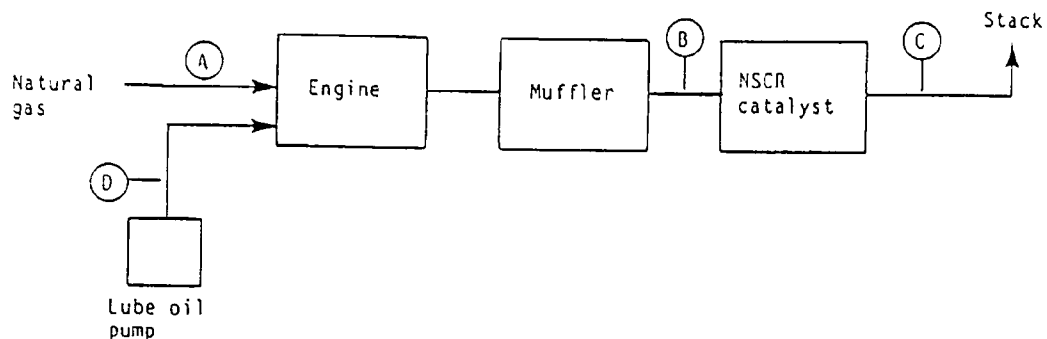 Stack
A
B
C
Natural
gas
Engine
Muffler
NSCR
catalyst
D
Lube oil
pump